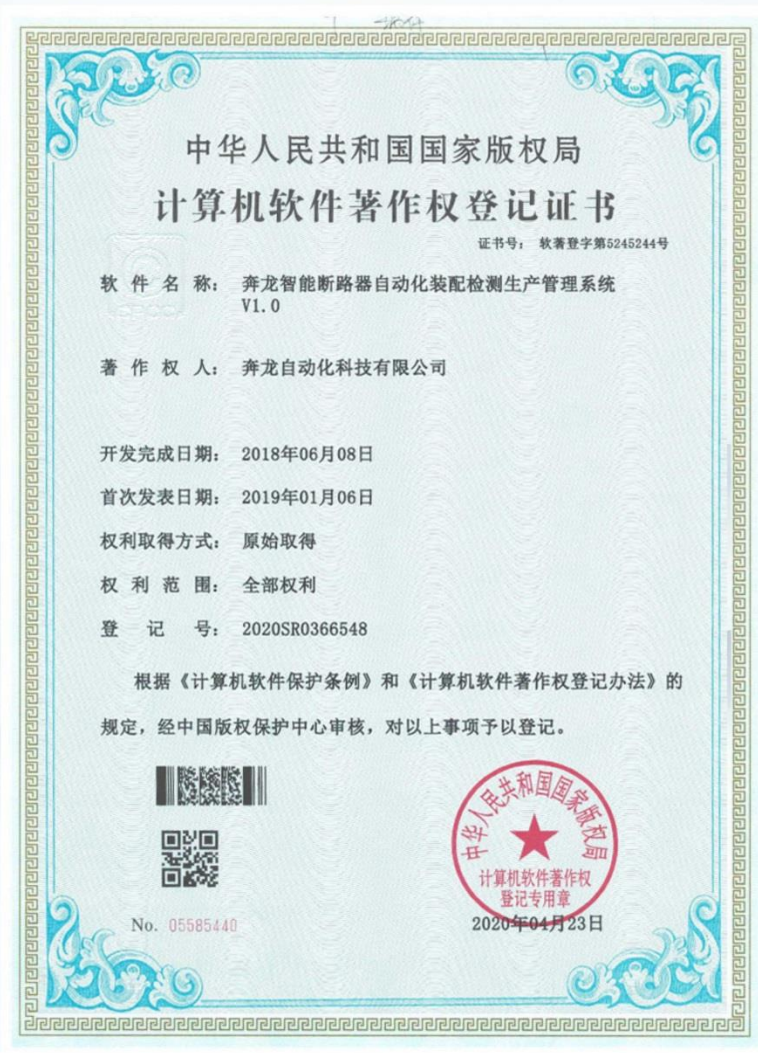 中华人民共和国国家版权局
计算机软件著作权登记证书
证书号： 软著登字第5245244号
软件名称： 奔龙智能断路器自动化装配检测生产管理系统
V1.0
著作权人： 奔龙自动化科技有限公司
开发完成日期： 2018年06月08日
首次发表日期： 2019年01月06日
权利取得方式： 原始取得
权利范围： 全部权利
登记号： 2020SR0366548
根据《计算机软件保护条例》和《计算机软件著作权登记办法》的
规定，经中国版权保护中心审核，对以上事项予以登记。
中华人民共和国国家版权局
计算机软件著作权
登记专用章
No. 05585440
2020年04月23日